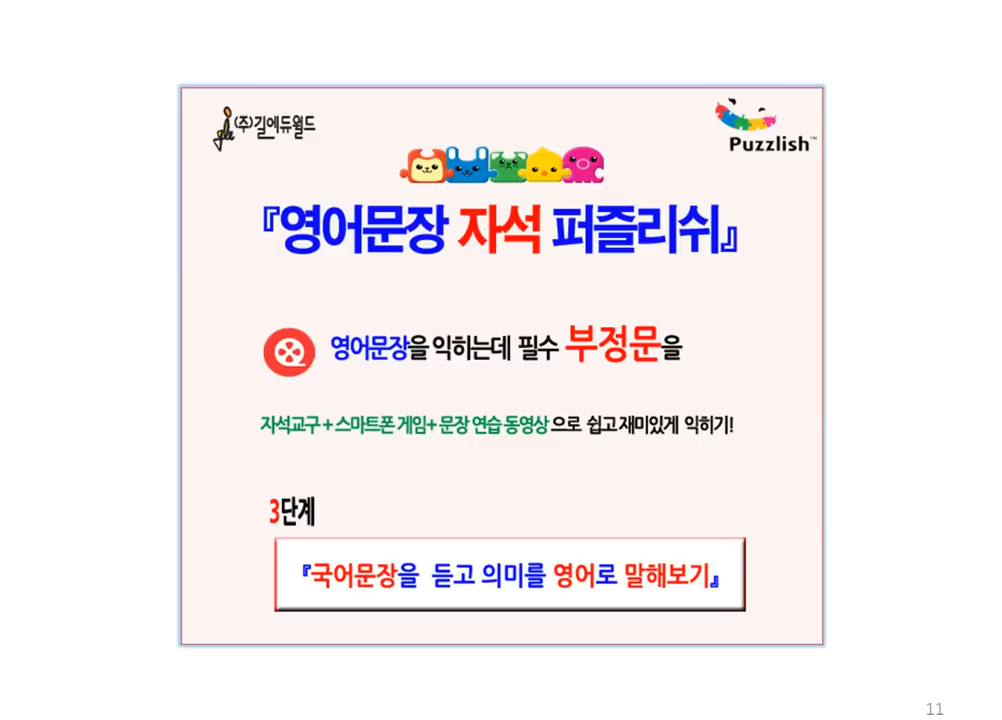 (주)길에듀월드
Puzzlish™
『영어문장 자석 퍼즐리쉬』
영어문장을 익히는데 필수 부정문을
자석교구 + 스마트폰 게임+ 문장 연습 동영상 으로 쉽고 재미있게 익히기!
3단계
『국어문장을 듣고 의미를 영어로 말해보기』
11